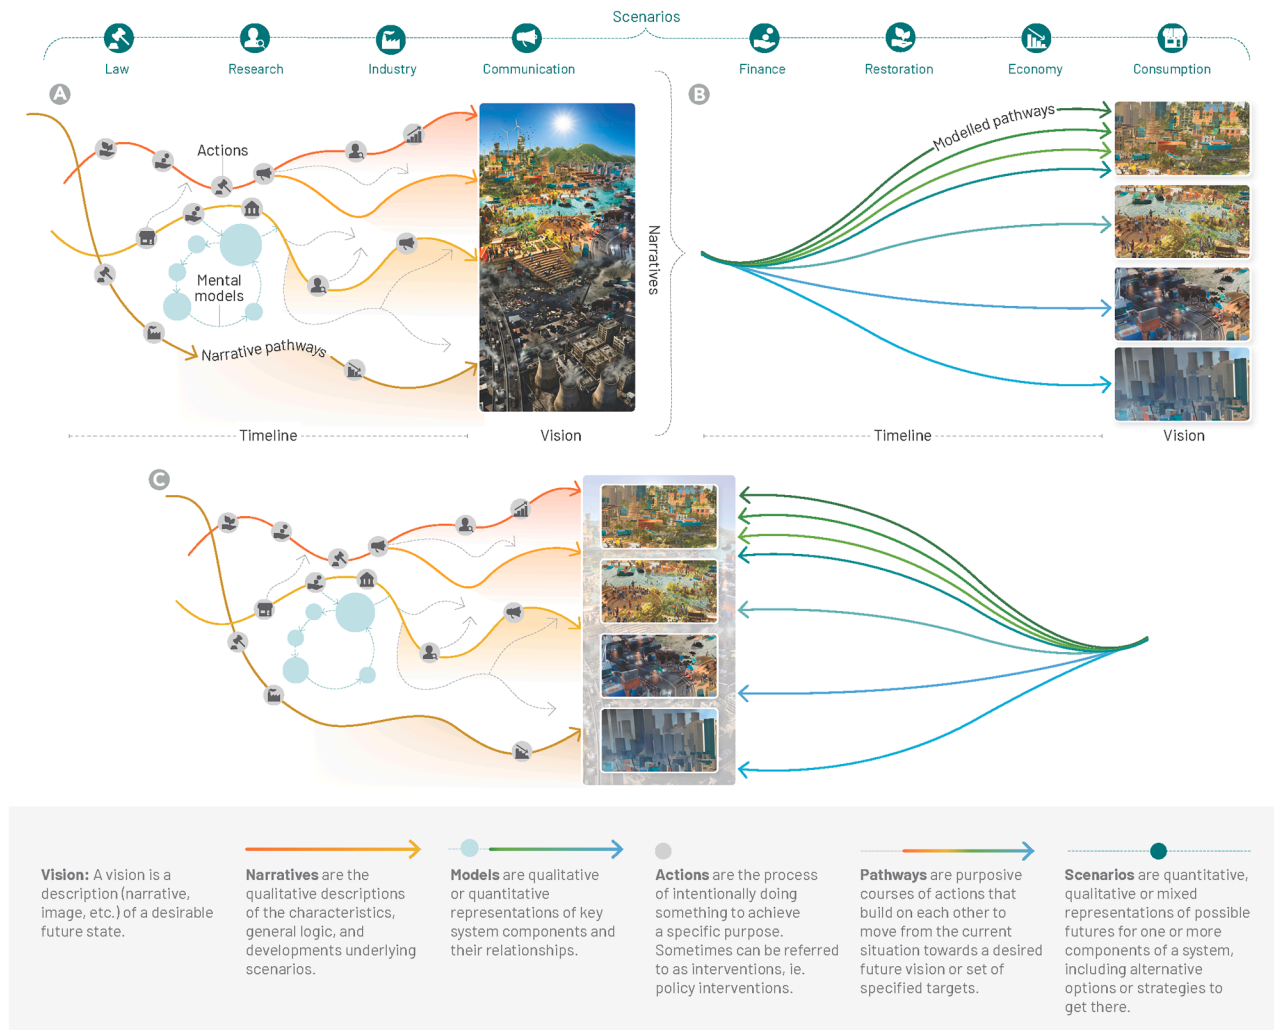 Scenarios
Law
Research
Industry
Communication
Finance
Restoration
Economy
Consumption
A
Actions
Mental
models
Narrative pathways
Timeline
Vision
Narratives
B
Modelled pathways
Timeline
Vision
C
Vision: A vision is a
description (narrative,
image, etc.) of a desirable
future state.
Narratives are the
qualitative descriptions
of the characteristics,
general logic, and
developments underlying
scenarios.
Models are qualitative
or quantitative
representations of key
system components and
their relationships.
Actions are the process
of intentionally doing
something to achieve
a specific purpose.
Sometimes can be referred
to as interventions, ie.
policy interventions.
Pathways are purposive
courses of actions that
build on each other to
move from the current
situation towards a desired
future vision or set of
specified targets.
Scenarios are quantitative,
qualitative or mixed
representations of possible
futures for one or more
components of a system,
including alternative
options or strategies to
get there.